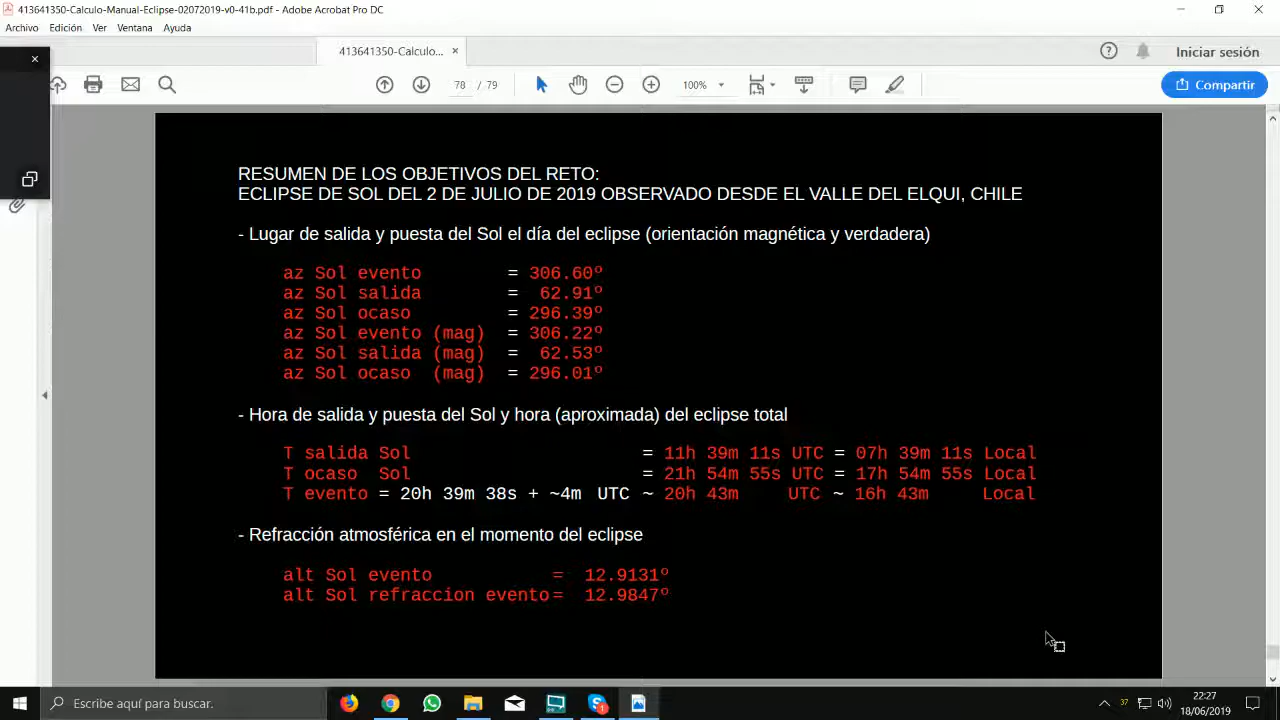 413641350-Calculo-Manual-Eclipse-02072019-v0-41b.pdf - Adobe Acrobat Pro DC
Archivo Edición Ver Ventana Ayuda
413641350-Calculo... ×
Iniciar sesión
78 / 79
100%
Compartir
RESUMEN DE LOS OBJETIVOS DEL RETO:
ECLIPSE DE SOL DEL 2 DE JULIO DE 2019 OBSERVADO DESDE EL VALLE DEL ELQUI, CHILE
- Lugar de salida y puesta del Sol el día del eclipse (orientación magnética y verdadera)
az Sol evento = 306.60º
az Sol salida = 62.91º
az Sol ocaso = 296.39º
az Sol evento (mag) = 306.22º
az Sol salida (mag) = 62.53º
az Sol ocaso (mag) = 296.01º
- Hora de salida y puesta del Sol y hora (aproximada) del eclipse total
T salida Sol = 11h 39m 11s UTC = 07h 39m 11s Local
T ocaso Sol = 21h 54m 55s UTC = 17h 54m 55s Local
T evento = 20h 39m 38s + ~4m UTC ~ 20h 43m UTC ~ 16h 43m Local
- Refracción atmosférica en el momento del eclipse
alt Sol evento = 12.9131º
alt Sol refraccion evento = 12.9847º
Escribe aquí para buscar.
37
22:27
18/06/2019